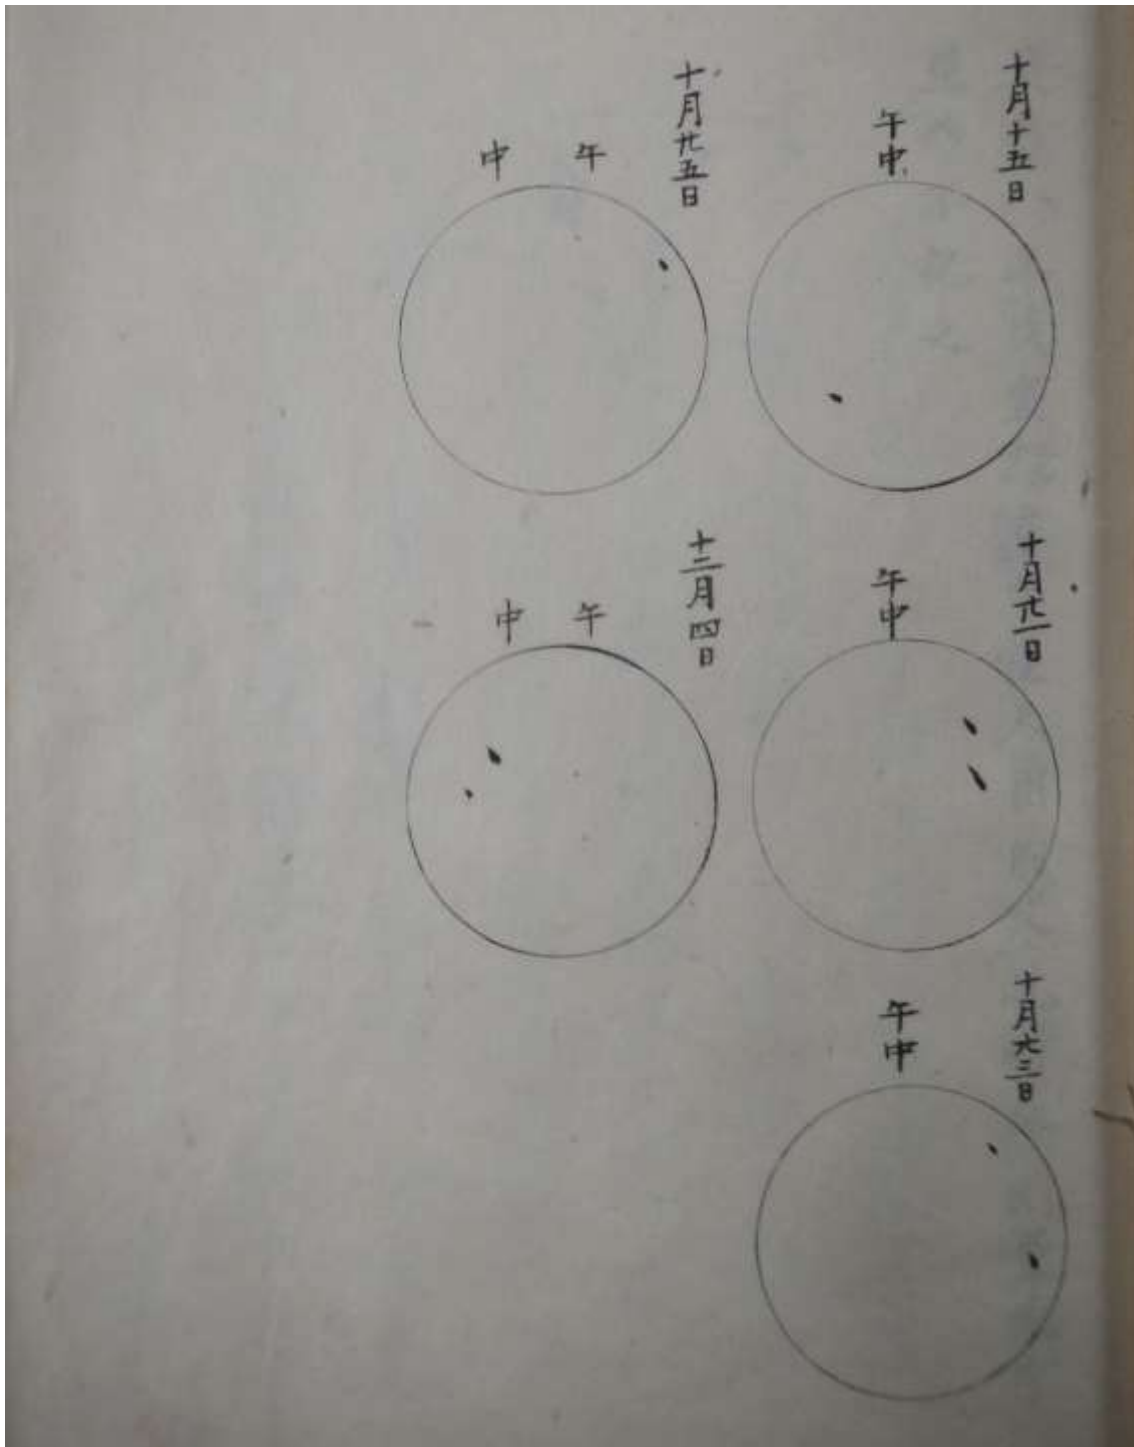 十月十五日
午中
十月廿一日
午中
十月廿三日
午中
十月廿五日
午 中
十二月四日
午 中